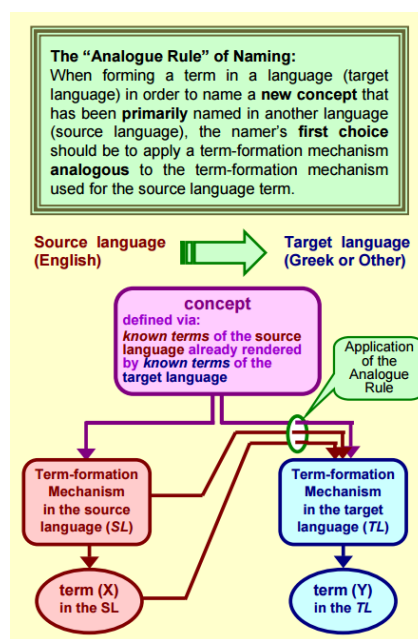 The “Analogue Rule” of Naming:
When forming a term in a language (target
language) in order to name a new concept that
has been primarily named in another language
(source language), the namer’s first choice
should be to apply a term-formation mechanism
analogous to the term-formation mechanism
used for the source language term.
Source language
(English)
Target language
(Greek or Other)
concept
defined via:
known terms of the source
language already rendered
by known terms of the
target language
Application
of the
Analogue
Rule
Term-formation
Mechanism
in the source
language (SL)
Term-formation
Mechanism
in the target
language (TL)
term (X)
in the SL
term (Y)
in the TL